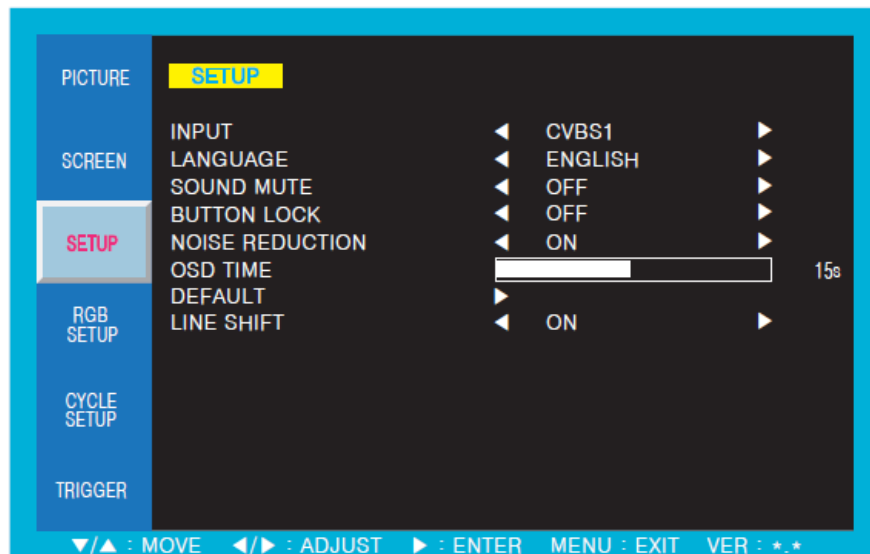 PICTURE
SCREEN
SETUP
RGB
SETUP
CYCLE
SETUP
TRIGGER
SETUP
INPUT ◀ CVBS1 ▶
LANGUAGE ◀ ENGLISH ▶
SOUND MUTE ◀ OFF ▶
BUTTON LOCK ◀ OFF ▶
NOISE REDUCTION ◀ ON ▶
OSD TIME 15s
DEFAULT ▶
LINE SHIFT ◀ ON ▶
▼/▲ : MOVE ◀/▶ : ADJUST ▶ : ENTER MENU : EXIT VER : *.*